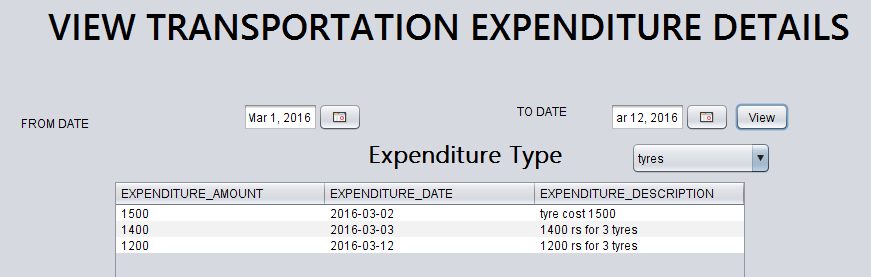 VIEW TRANSPORTATION EXPENDITURE DETAILS
FROM DATE Mar 1, 2016 TO DATE ar 12, 2016 View
Expenditure Type tyres
EXPENDITURE_AMOUNT EXPENDITURE_DATE EXPENDITURE_DESCRIPTION
1500 2016-03-02 tyre cost 1500
1400 2016-03-03 1400 rs for 3 tyres
1200 2016-03-12 1200 rs for 3 tyres